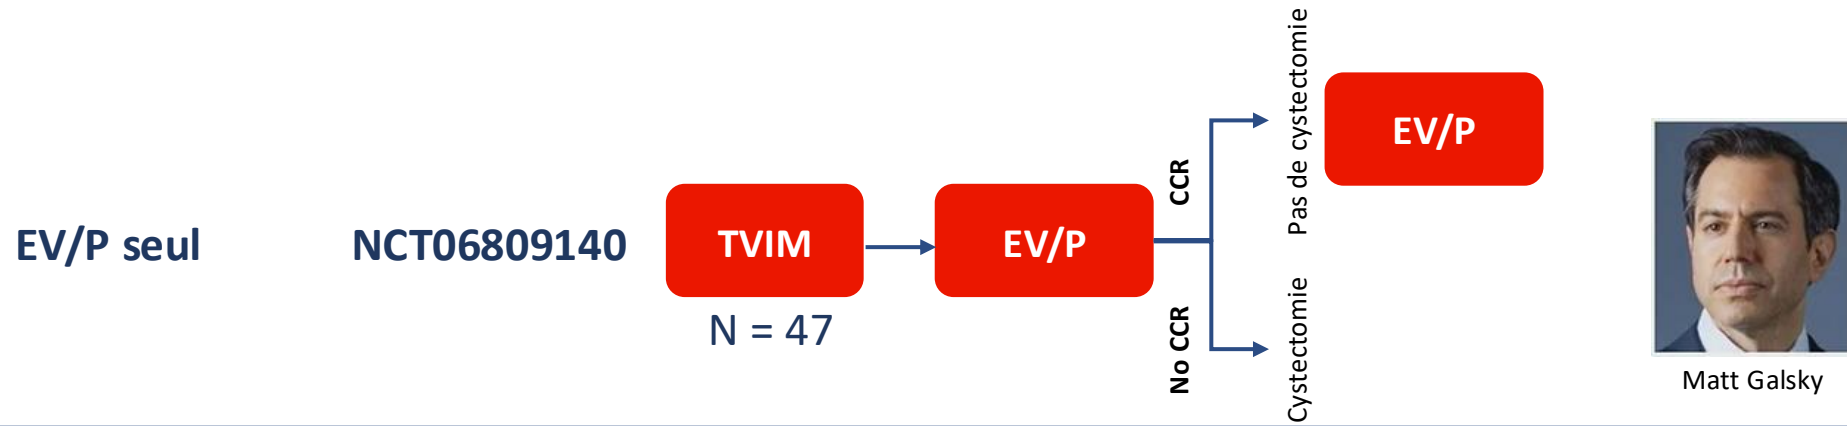 EV/P seul
NCT06809140
TVIM
N = 47
EV/P
CCR
No CCR
Pas de cystectomie
Cystectomie
EV/P
Matt Galsky